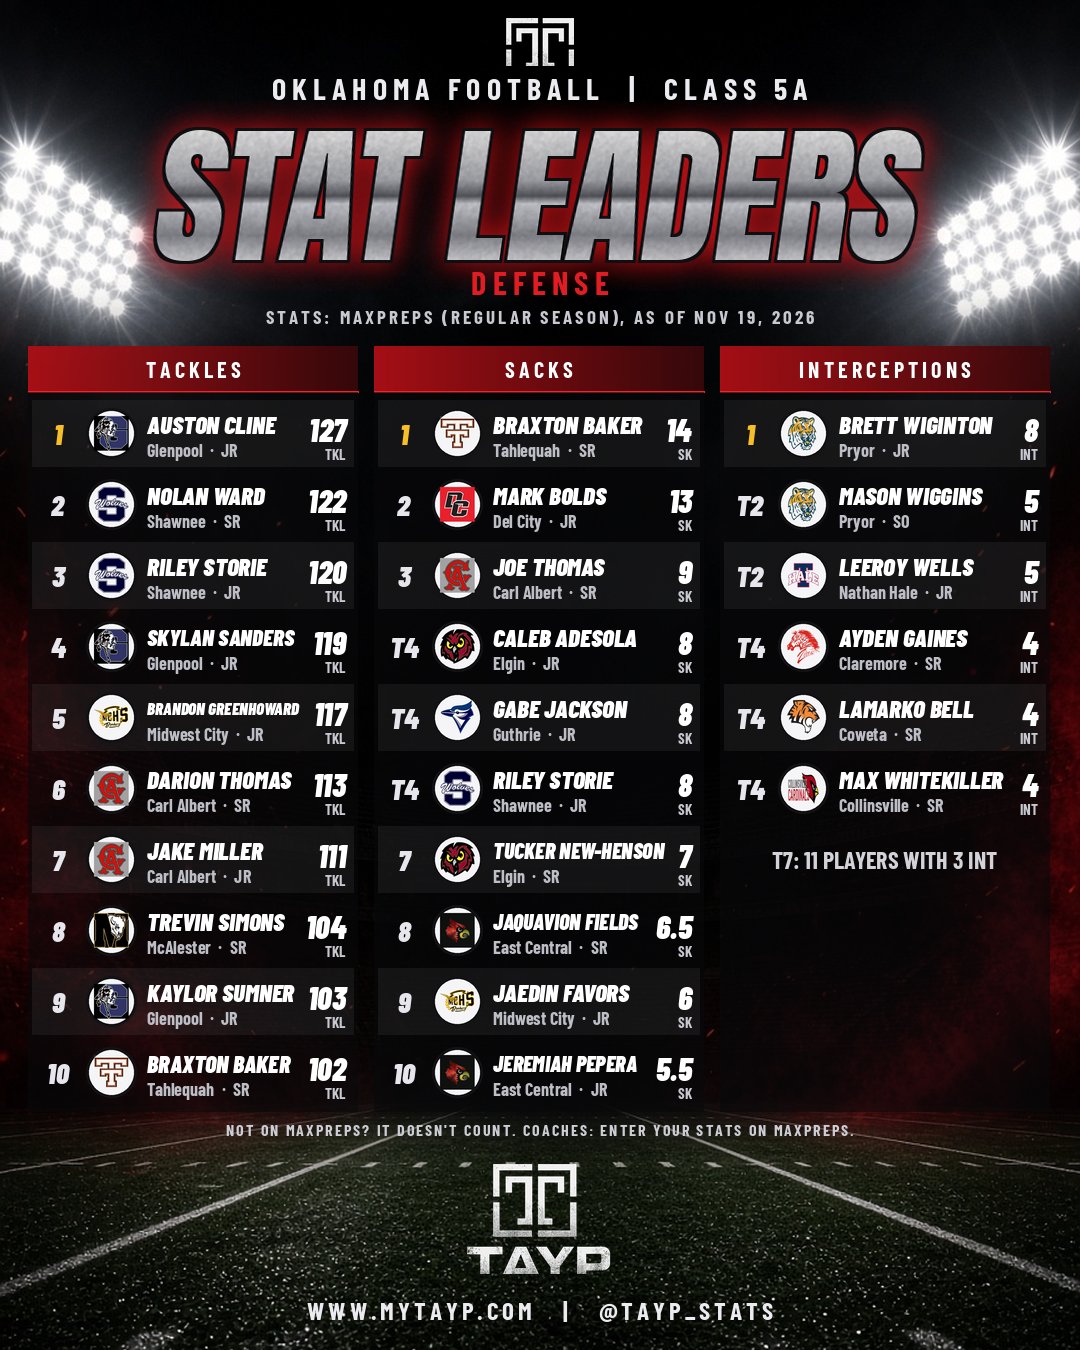 OKLAHOMA FOOTBALL | CLASS 5A
STAT LEADERS
DEFENSE
STATS: MAXPREPS (REGULAR SEASON), AS OF NOV 19, 2026
TACKLES
1 AUSTON CLINE 127
Glenpool · JR TKL
2 NOLAN WARD 122
Shawnee · SR TKL
3 RILEY STORIE 120
Shawnee · JR TKL
4 SKYLAN SANDERS 119
Glenpool · JR TKL
5 BRANDON GREENHOWARD 117
Midwest City · JR TKL
6 DARION THOMAS 113
Carl Albert · SR TKL
7 JAKE MILLER 111
Carl Albert · JR TKL
8 TREVIN SIMONS 104
McAlester · SR TKL
9 KAYLOR SUMNER 103
Glenpool · JR TKL
10 BRAXTON BAKER 102
Tahlequah · SR TKL
SACKS
1 BRAXTON BAKER 14
Tahlequah · SR SK
2 MARK BOLDS 13
Del City · JR SK
3 JOE THOMAS 9
Carl Albert · SR SK
T4 CALEB ADESOLA 8
Elgin · JR SK
T4 GABE JACKSON 8
Guthrie · JR SK
T4 RILEY STORIE 8
Shawnee · JR SK
7 TUCKER NEW-HENSON 7
Elgin · SR SK
8 JAQUAVION FIELDS 6.5
East Central · SR SK
9 JAEDIN FAVORS 6
Midwest City · JR SK
10 JEREMIAH PEPERA 5.5
East Central · JR SK
INTERCEPTIONS
1 BRETT WIGINTON 8
Pryor · JR INT
T2 MASON WIGGINS 5
Pryor · SO INT
T2 LEEROY WELLS 5
Nathan Hale · JR INT
T4 AYDEN GAINES 4
Claremore · SR INT
T4 LAMARKO BELL 4
Coweta · SR INT
T4 MAX WHITEKILLER 4
Collinsville · SR INT
T7: 11 PLAYERS WITH 3 INT
NOT ON MAXPREPS? IT DOESN'T COUNT. COACHES: ENTER YOUR STATS ON MAXPREPS.
TAYP
WWW.MYTAYP.COM | @TAYP_STATS